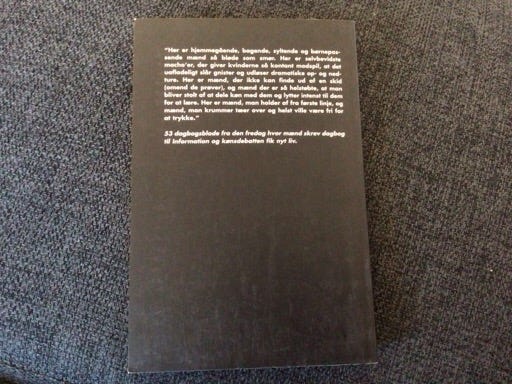 "Her er hjemmegående, bagende, syltende og børnepas-
sende mænd så bløde som smør. Her er selvbevidste
macho'er, der giver kvinderne så kontant modspil, at det
uafladeligt slår gnister og udløser dramatiske op- og ned-
ture. Her er mænd, der ikke kan finde ud af en skid
(omend de prøver), og mænd der er så helstøbte, at man
bliver stolt af at dele køn med dem og lytter intenst til dem
for at lære. Her er mænd, man holder af fra første linje, og
mænd, man krummer tæer over og helst ville være fri for
at trykke."
53 dagbogsblade fra den fredag hvor mænd skrev dagbog
til Information og kønsdebatten fik nyt liv.